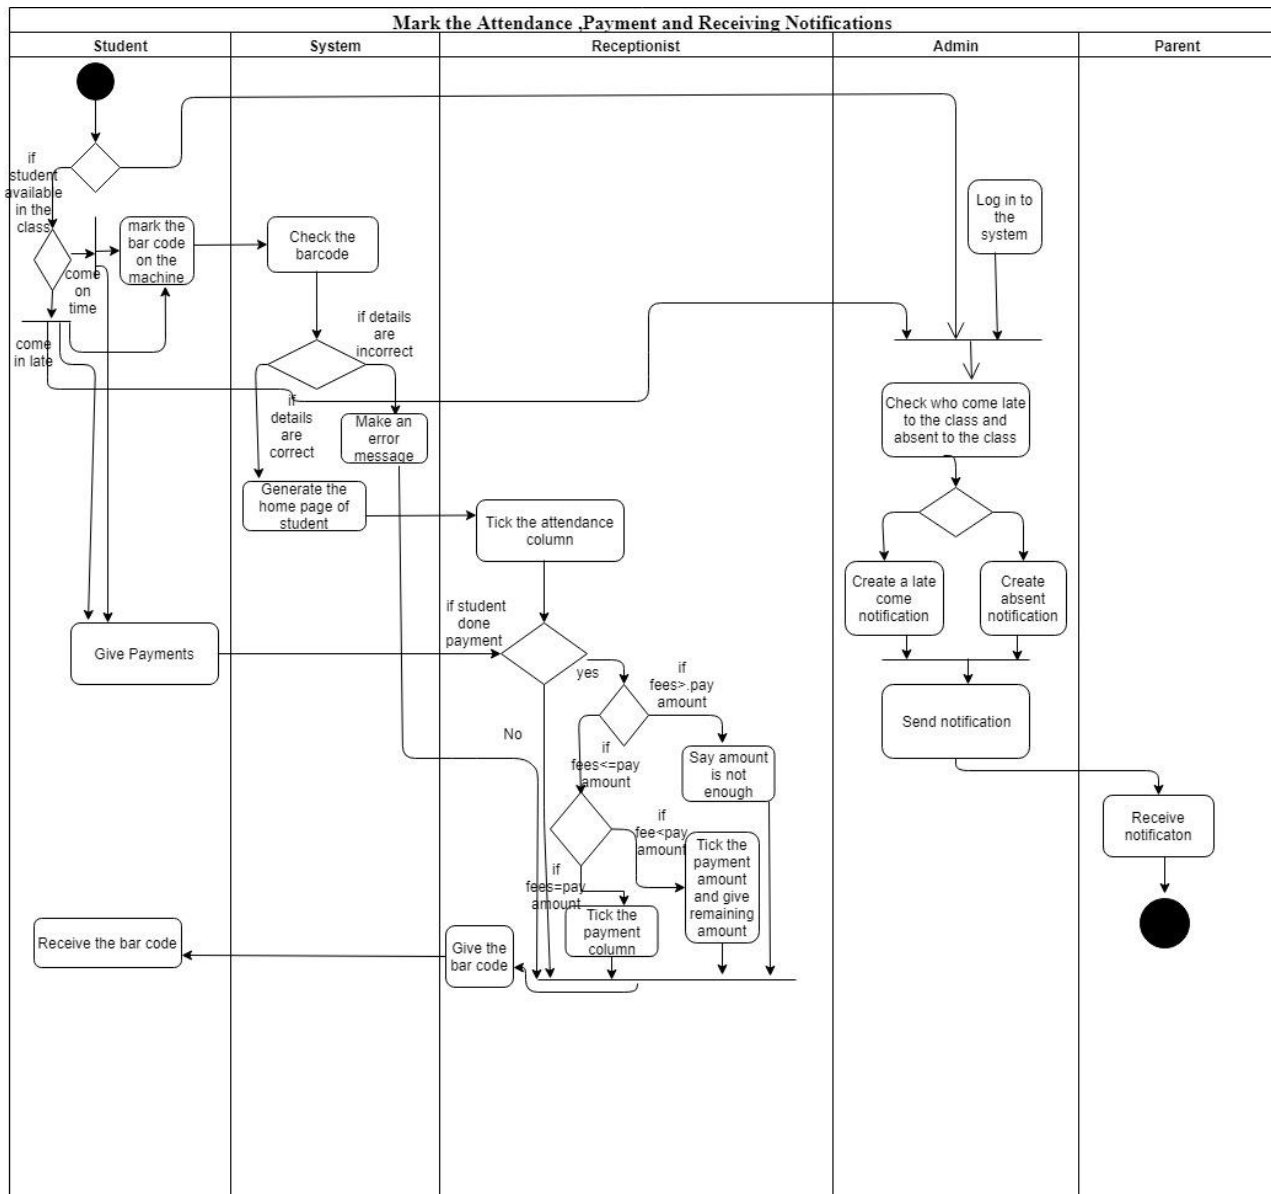 Mark the Attendance ,Payment and Receiving Notifications
Student
System
Receptionist
Admin
Parent
if
student
available
in the
class
come
on
time
come
in late
mark the
bar code
on the
machine
Check the
barcode
if details
are
incorrect
if
details
are
correct
Make an
error
message
Generate the
home page of
student
Log in to
the
system
Check who come late
to the class and
absent to the class
Tick the attendance
column
Create a late
come
notification
Create
absent
notification
Give Payments
if student
done
payment
yes
No
if
fees>.pay
amount
if
fees<=pay
amount
Say amount
is not
enough
if
fee<pay
amount
if
fees=pay
amount
Tick the
payment
amount
and give
remaining
amount
Tick the
payment
column
Send notification
Receive
notificaton
Give the
bar code
Receive the bar code